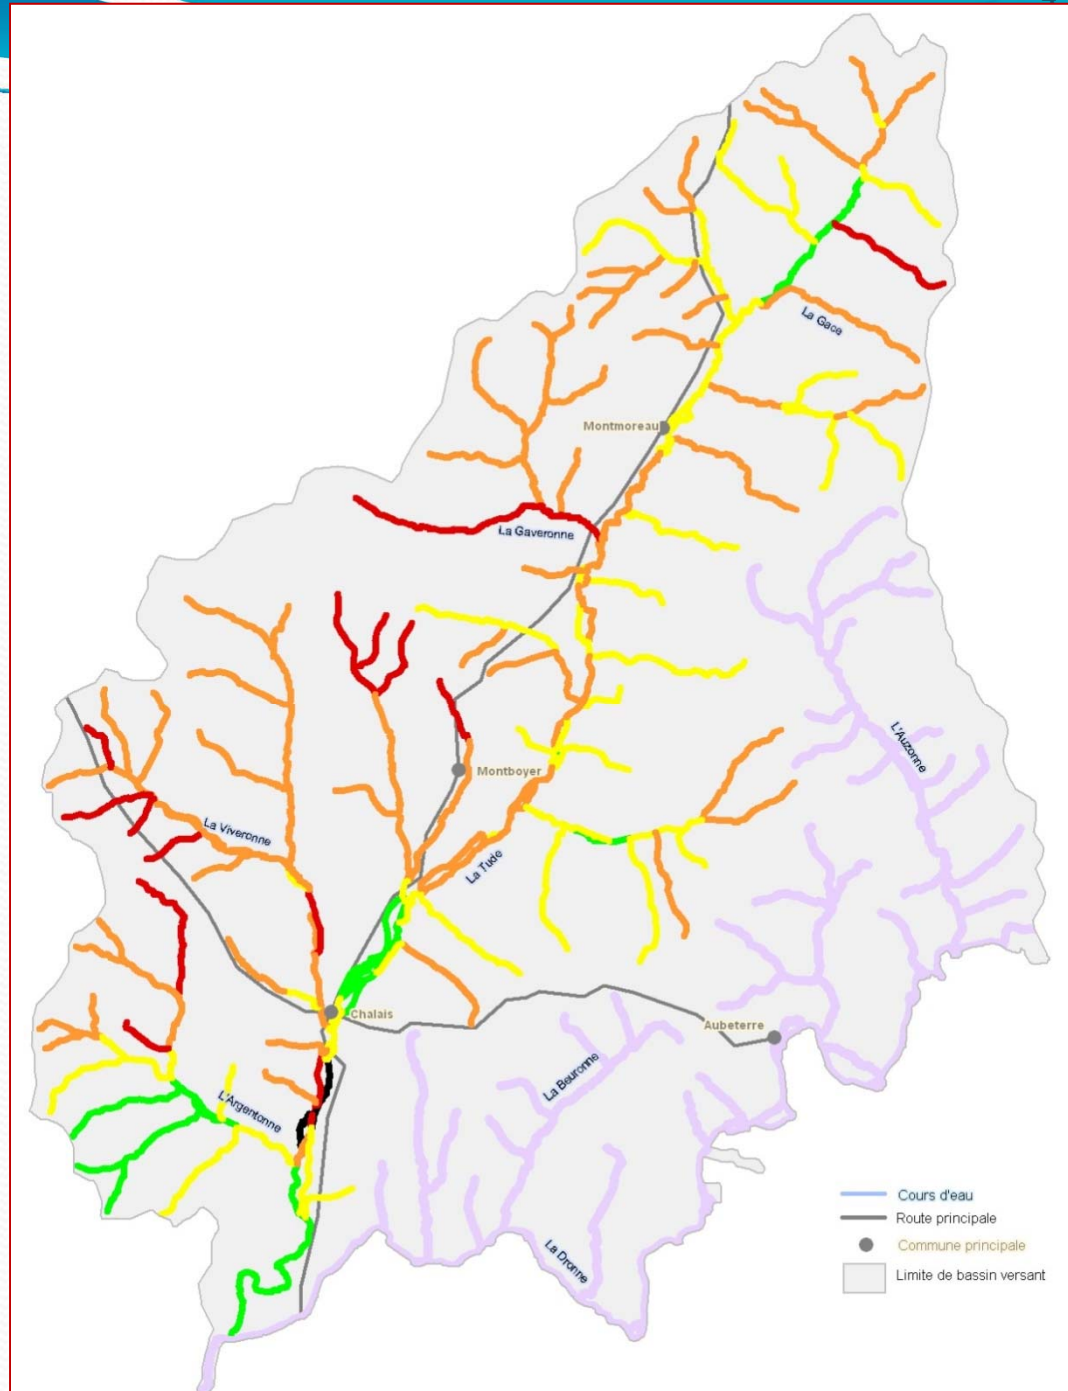 La Gace
Montmoreau
La Gaveronne
L'Auzonne
Montboyer
La Viveronne
La Tude
Chalais
Aubeterre
La Beuronne
L'Argentonne
La Dronne
Cours d'eau
Route principale
Commune principale
Limite de bassin versant